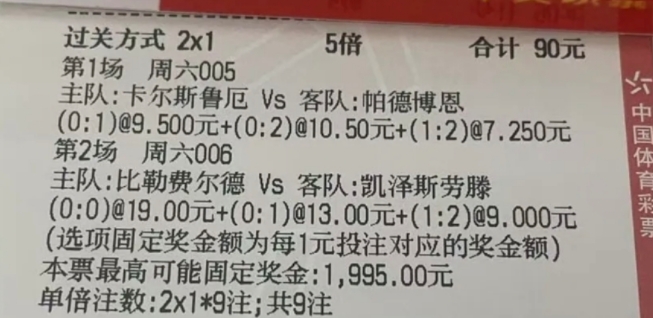 过关方式 2x1 5倍 合计 90元
第1场 周六005
主队:卡尔斯鲁厄 Vs 客队:帕德博恩
(0:1)@9.500元+(0:2)@10.50元+(1:2)@7.250元
第2场 周六006
主队:比勒费尔德 Vs 客队:凯泽斯劳滕
(0:0)@19.00元+(0:1)@13.00元+(1:2)@9.000元
(选项固定奖金额为每1元投注对应的奖金额)
本票最高可能固定奖金:1,995.00元
单倍注数:2x1*9注;共9注
中国体育彩票